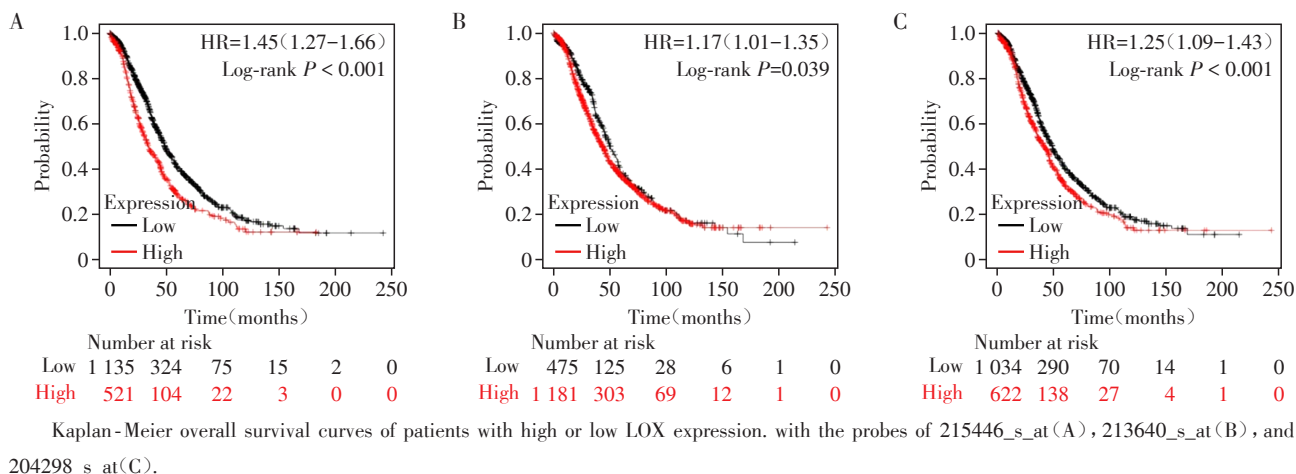 A
HR=1.45(1.27-1.66)
Log-rank P < 0.001
Probability
1.0
0.8
0.6
0.4
0.2
0
Expression
Low
High
0 50 100 150 200 250
Time(months)
Number at risk
Low 1 135 324 75 15 2 0
High 521 104 22 3 0 0
B
HR=1.17(1.01-1.35)
Log-rank P=0.039
Probability
1.0
0.8
0.6
0.4
0.2
0
Expression
Low
High
0 50 100 150 200 250
Time(months)
Number at risk
Low 475 125 28 6 1 0
High 1 181 303 69 12 1 0
C
HR=1.25(1.09-1.43)
Log-rank P < 0.001
Probability
1.0
0.8
0.6
0.4
0.2
0
Expression
Low
High
0 50 100 150 200 250
Time(months)
Number at risk
Low 1 034 290 70 14 1 0
High 622 138 27 4 1 0
Kaplan-Meier overall survival curves of patients with high or low LOX expression. with the probes of 215446_s_at(A), 213640_s_at(B), and
204298 s at(C).